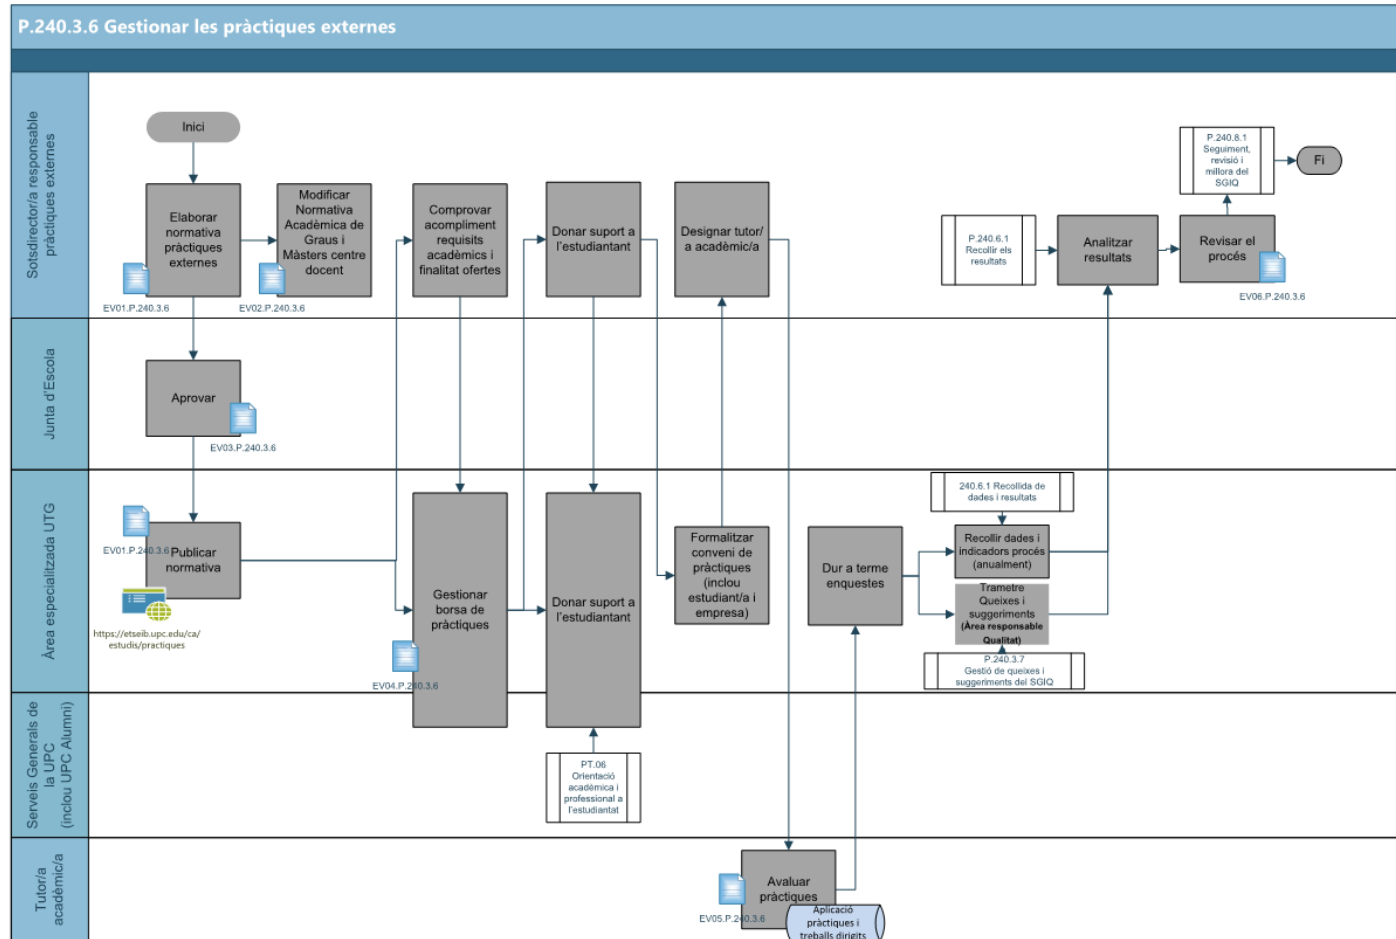 P.240.3.6 Gestionar les pràctiques externes
Sotsdirector/a responsable
pràctiques externes
Inici
Elaborar
normativa
pràctiques
externes
EV01.P.240.3.6
Modificar
Normativa
Acadèmica de
Graus i
Màsters centre
docent
EV02.P.240.3.6
Comprovar
acompliment
requisits
acadèmics i
finalitat ofertes
Donar suport a
l'estudiantant
Designar tutor/
a acadèmic/a
P.240.6.1
Recollir els
resultats
Analitzar
resultats
Revisar el
procés
EV06.P.240.3.6
P.240.8.1
Seguiment,
revisió i
millora del
SGIQ
Fi
Junta d'Escola
Aprovar
EV03.P.240.3.6
Àrea especialitzada UTG
EV01.P.240.3.6
Publicar
normativa
https://etseib.upc.edu/ca/
estudis/practiques
Gestionar
borsa de
pràctiques
EV04.P.240.3.6
Donar suport a
l'estudiantant
Formalitzar
conveni de
pràctiques
(inclou
estudiant/a i
empresa)
Dur a terme
enquestes
240.6.1 Recollida de
dades i resultats
Recollir dades i
indicadors procés
(anualment)
Trametre
Queixes i
suggeriments
(Àrea responsable
Qualitat)
P.240.3.7
Gestió de queixes i
suggeriments del SGIQ
Serveis Generals de
la UPC
(inclou UPC Alumni)
PT.06
Orientació
acadèmica i
professional a
l'estudiantat
Tutor/a
acadèmic/a
Avaluar
pràctiques
EV05.P.240.3.6
Aplicació
pràctiques i
treballs dirigits